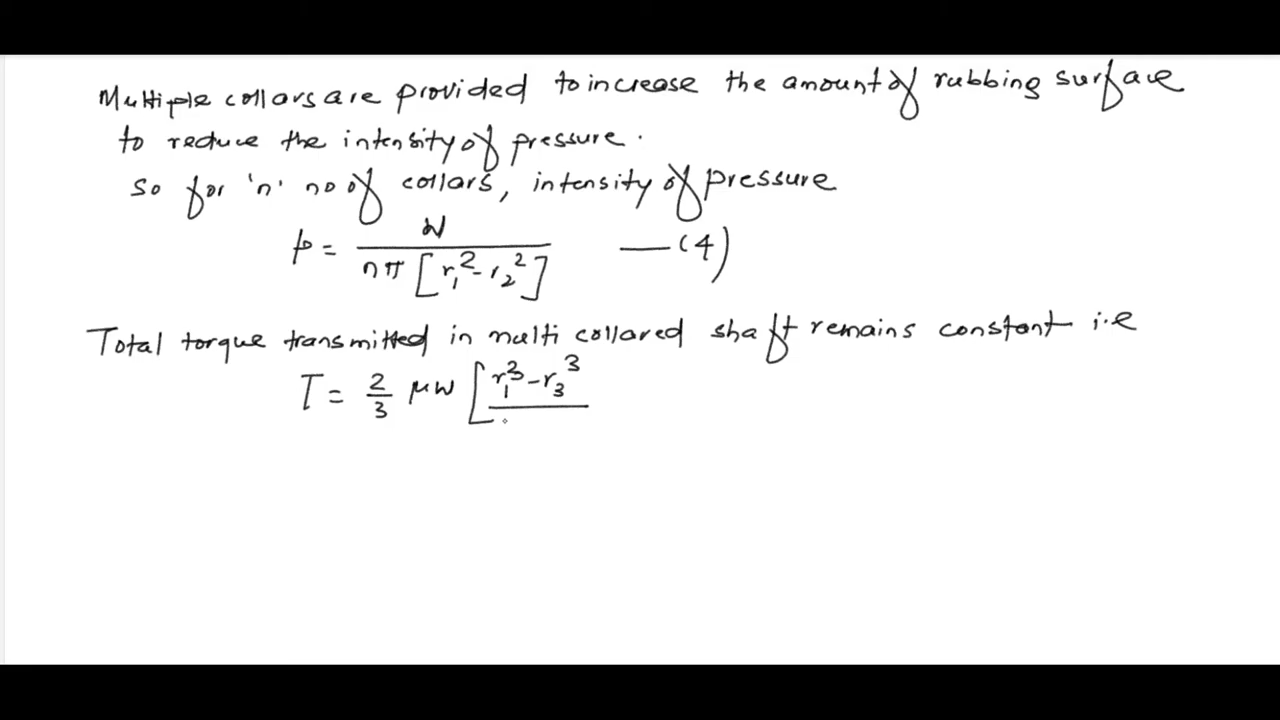 Multiple collars are provided to increase the amount of rubbing surface
to reduce the intensity of pressure.
So for 'n' no of collars, intensity of pressure
p = W / nπ [r₁² - r₂²] —(4)
Total torque transmitted in multi collared shaft remains constant i.e
T = 2/3 μW [r₁³ - r₃³